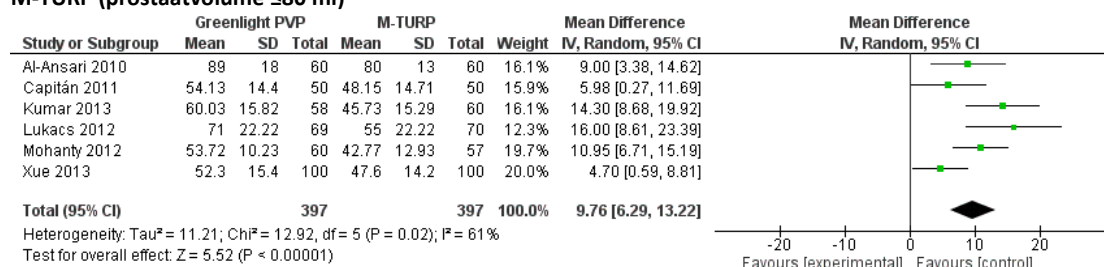 M-TURP (prostaatvolume ≤80 ml)
Greenlight PVP M-TURP Mean Difference Mean Difference
Study or Subgroup Mean SD Total Mean SD Total Weight IV, Random, 95% CI IV, Random, 95% CI
Al-Ansari 2010 89 18 60 80 13 60 16.1% 9.00 [3.38, 14.62]
Capitán 2011 54.13 14.4 50 48.15 14.71 50 15.9% 5.98 [0.27, 11.69]
Kumar 2013 60.03 15.82 58 45.73 15.29 60 16.1% 14.30 [8.68, 19.92]
Lukacs 2012 71 22.22 69 55 22.22 70 12.3% 16.00 [8.61, 23.39]
Mohanty 2012 53.72 10.23 60 42.77 12.93 57 19.7% 10.95 [6.71, 15.19]
Xue 2013 52.3 15.4 100 47.6 14.2 100 20.0% 4.70 [0.59, 8.81]
Total (95% CI) 397 397 100.0% 9.76 [6.29, 13.22]
Heterogeneity: Tau² = 11.21; Chi² = 12.92, df = 5 (P = 0.02); I² = 61%
Test for overall effect: Z = 5.52 (P < 0.00001)
-20 -10 0 10 20
Favours [experimental] Favours [control]